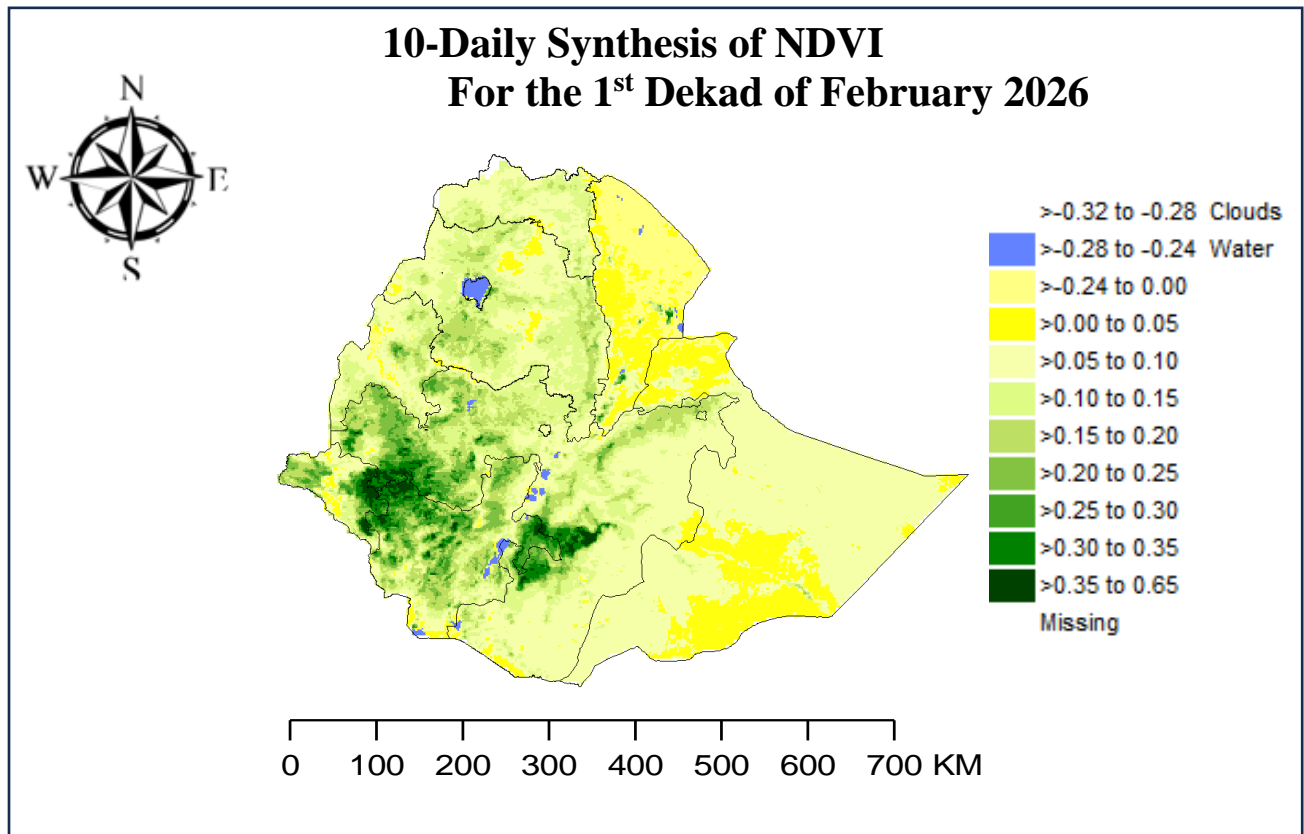 10-Daily Synthesis of NDVI
For the 1st Dekad of February 2026
N
W
E
S
>-0.32 to -0.28 Clouds
>-0.28 to -0.24 Water
>-0.24 to 0.00
>0.00 to 0.05
>0.05 to 0.10
>0.10 to 0.15
>0.15 to 0.20
>0.20 to 0.25
>0.25 to 0.30
>0.30 to 0.35
>0.35 to 0.65
Missing
0 100 200 300 400 500 600 700 KM